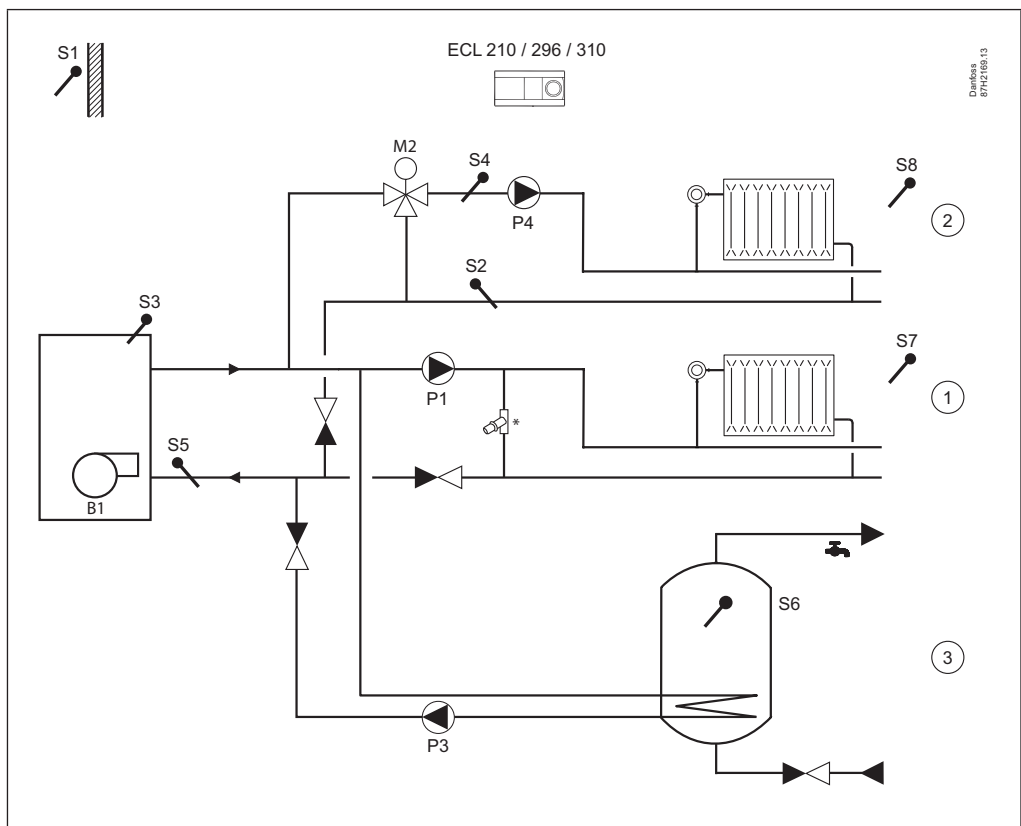 S1
ECL 210 / 296 / 310
Danfoss
87H2169.13
M2
S4
S8
P4
2
S2
S3
S7
P1
1
*
S5
B1
S6
3
P3